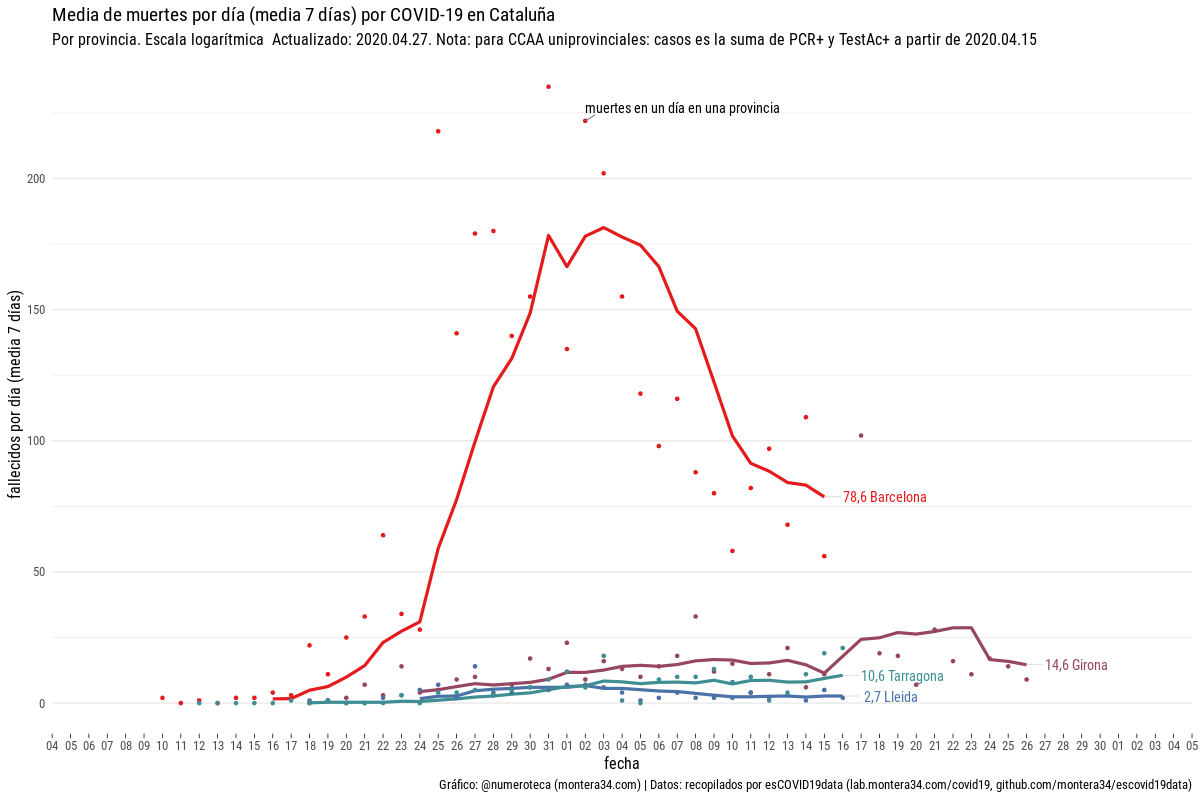 Media de muertes por día (media 7 días) por COVID-19 en Cataluña
Por provincia. Escala logarítmica  Actualizado: 2020.04.27. Nota: para CCAA uniprovinciales: casos es la suma de PCR+ y TestAc+ a partir de 2020.04.15
muertes en un día en una provincia
fallecidos por día (media  7 días)
200
150
100
50
0
78,6 Barcelona
14,6 Girona
10,6 Tarragona
2,7 Lleida
04 05 06 07 08 09 10 11 12 13 14 15 16 17 18 19 20 21 22 23 24 25 26 27 28 29 30 31 01 02 03 04 05 06 07 08 09 10 11 12 13 14 15 16 17 18 19 20 21 22 23 24 25 26 27 28 29 30 01 02 03 04 05
fecha
Gráfico: @numeroteca (montera34.com) | Datos: recopilados por esCOVID19data (lab.montera34.com/covid19, github.com/montera34/escovid19data)